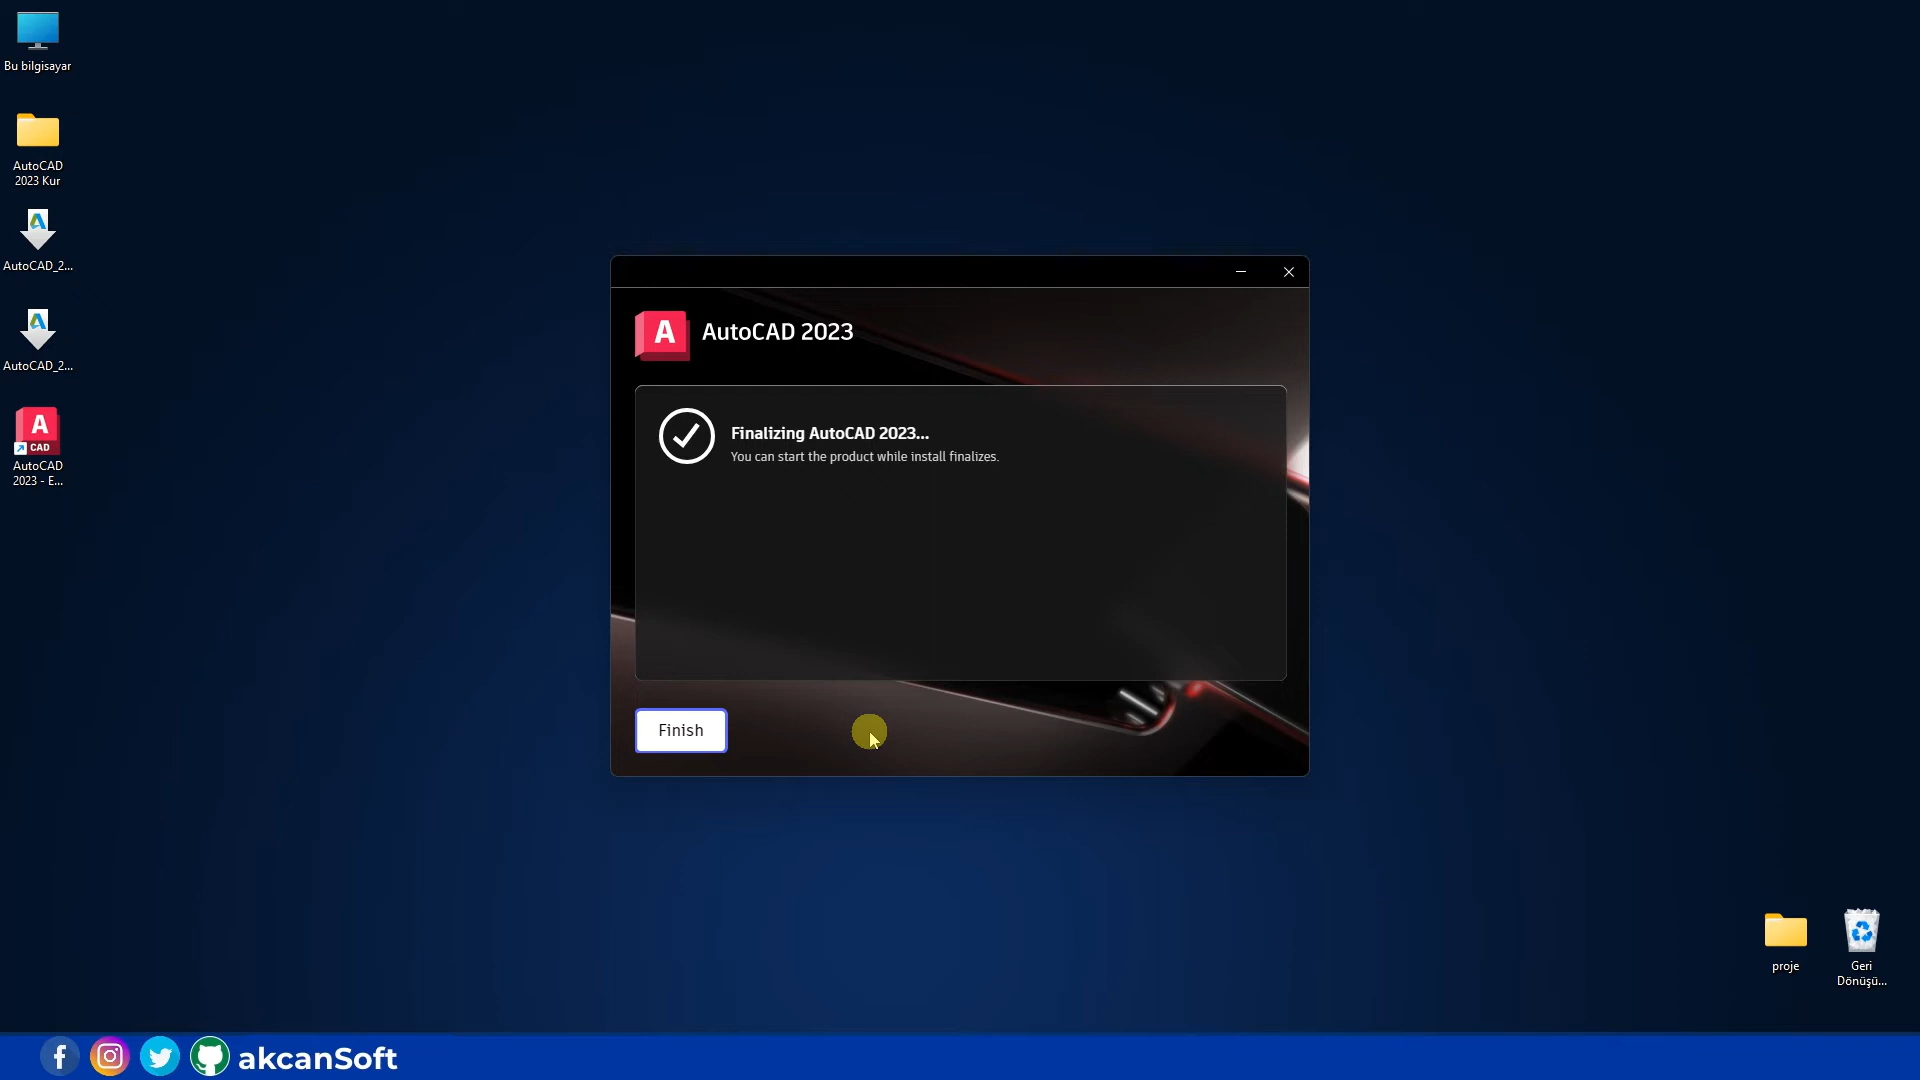 Bu bilgisayar
AutoCAD
2023 Kur
AutoCAD_2...
AutoCAD_2...
A
CAD
AutoCAD
2023 - E...
A
AutoCAD 2023
Finalizing AutoCAD 2023...
You can start the product while install finalizes.
Finish
proje
Geri
Dönüşü...
akcanSoft